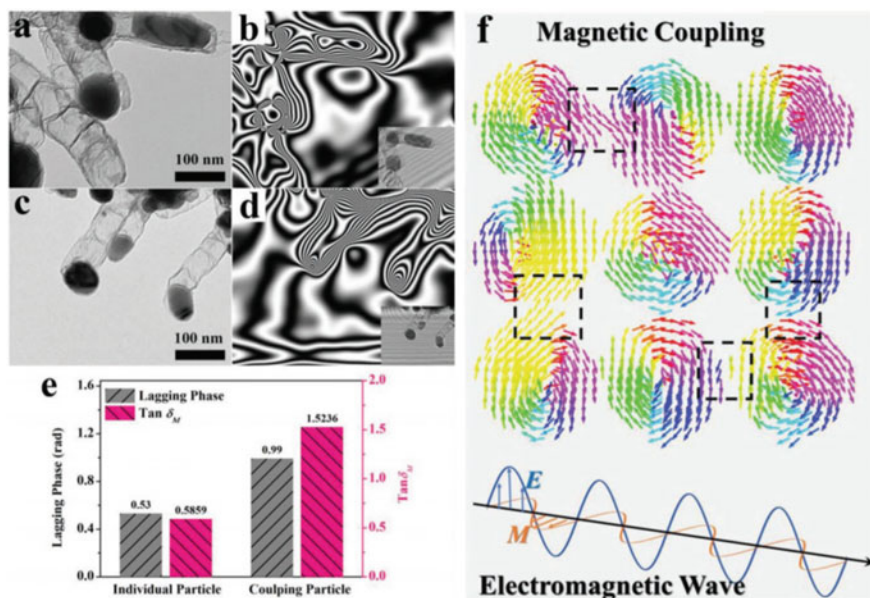 a
100 nm
b
c
100 nm
d
e
1.6
1.2
0.8
0.4
0.0
Lagging Phase (rad)
Lagging Phase
Tan δM
0.53
0.5859
0.99
1.5236
2.0
1.5
1.0
0.5
0.0
TanδM
Individual Particle
Coulping Particle
f
Magnetic Coupling
E
M
Electromagnetic Wave